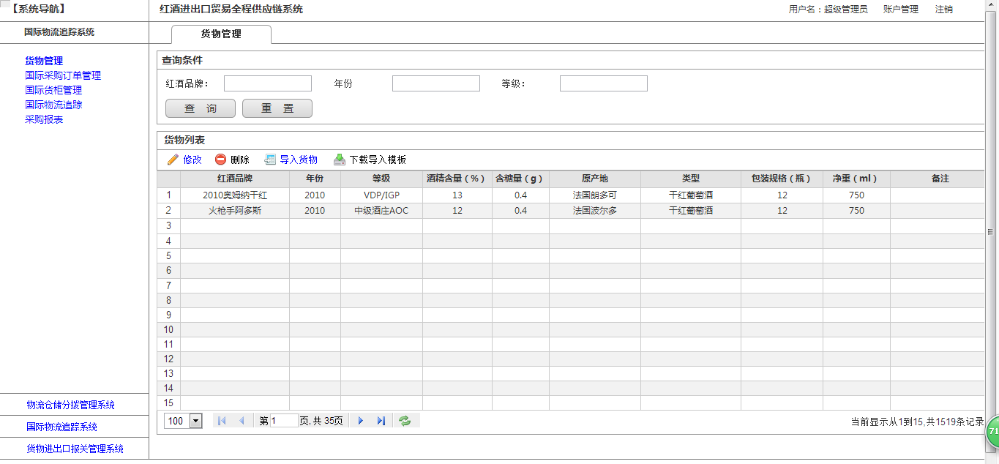 【系统导航】
红酒进出口贸易全程供应链系统
用户名：超级管理员 账户管理 注销
国际物流追踪系统
货物管理
国际采购订单管理
国际货柜管理
国际物流追踪
采购报表
物流仓储分拨管理系统
国际物流追踪系统
货物进出口报关管理系统
货物管理
查询条件
红酒品牌： 年份 等级：
查 询 重 置
货物列表
修改 删除 导入货物 下载导入模板
红酒品牌 年份 等级 酒精含量（%） 含糖量（g） 原产地 类型 包装规格（瓶） 净重（ml） 备注
1 2010奥姆纳干红 2010 VDP/IGP 13 0.4 法国朗多可 干红葡萄酒 12 750
2 火枪手阿多斯 2010 中级酒庄AOC 12 0.4 法国波尔多 干红葡萄酒 12 750
3
4
5
6
7
8
9
10
11
12
13
14
15
100 第 1 页,共 35页 当前显示从1到15,共1519条记录
71